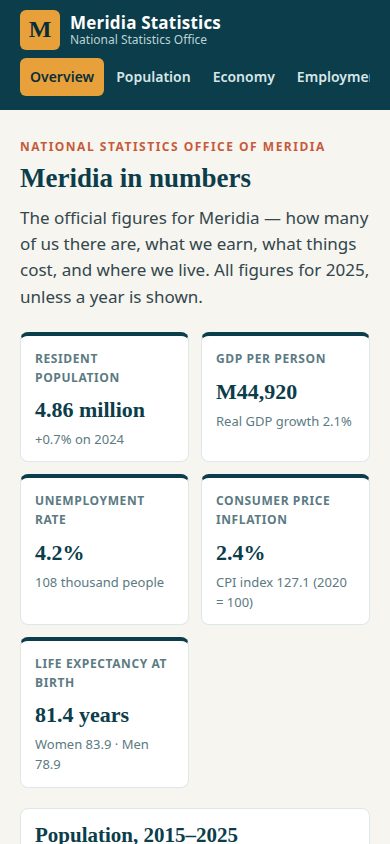 M
Meridia Statistics
National Statistics Office
Overview
Population
Economy
Employme
NATIONAL STATISTICS OFFICE OF MERIDIA
Meridia in numbers
The official figures for Meridia — how many
of us there are, what we earn, what things
cost, and where we live. All figures for 2025,
unless a year is shown.
RESIDENT
POPULATION
4.86 million
+0.7% on 2024
GDP PER PERSON
M44,920
Real GDP growth 2.1%
UNEMPLOYMENT
RATE
4.2%
108 thousand people
CONSUMER PRICE
INFLATION
2.4%
CPI index 127.1 (2020
= 100)
LIFE EXPECTANCY AT
BIRTH
81.4 years
Women 83.9 · Men
78.9
Population, 2015–2025